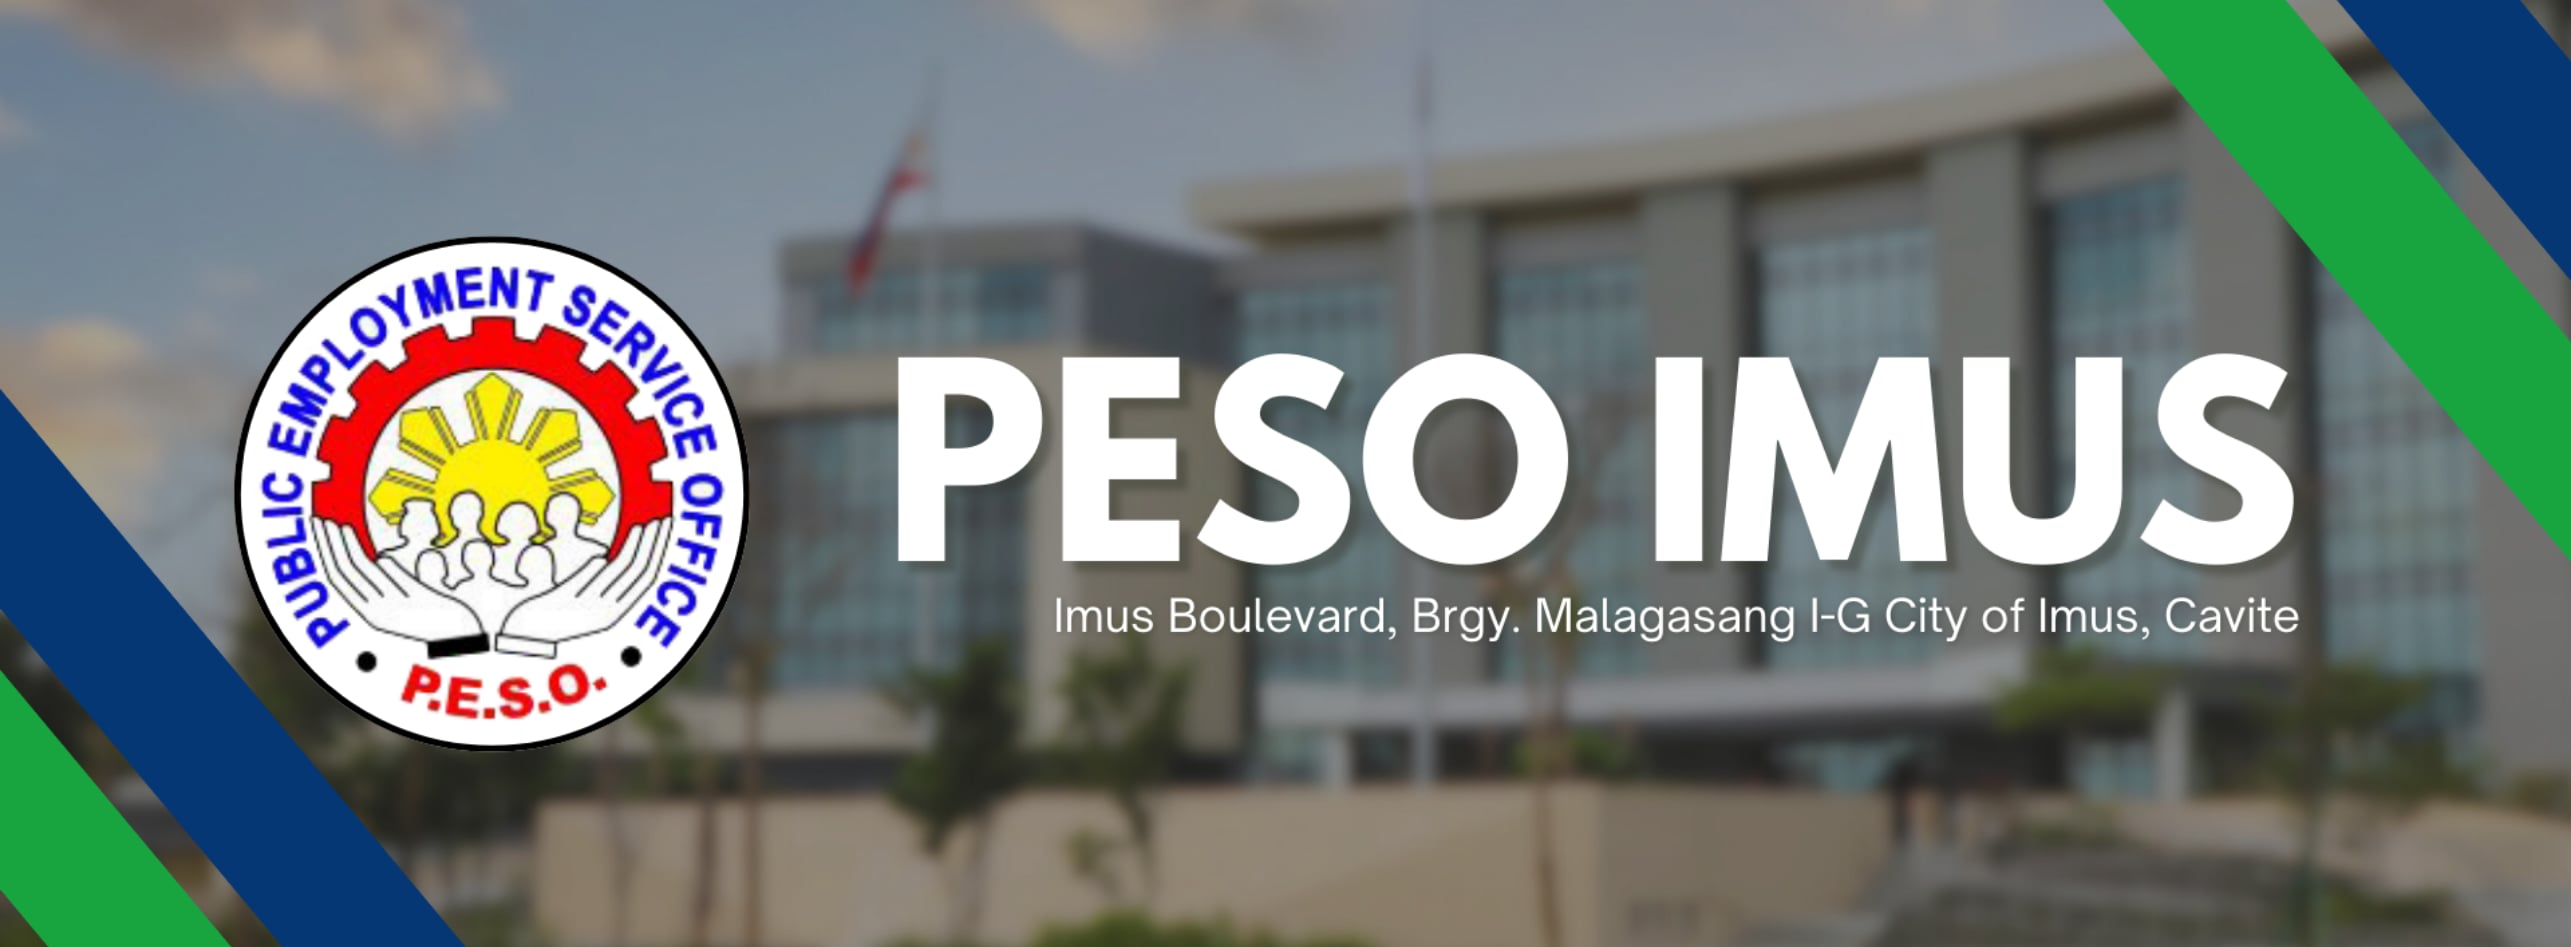 PUBLIC EMPLOYMENT SERVICE OFFICE
P.E.S.O.
PESO IMUS
Imus Boulevard, Brgy. Malagasang I-G City of Imus, Cavite